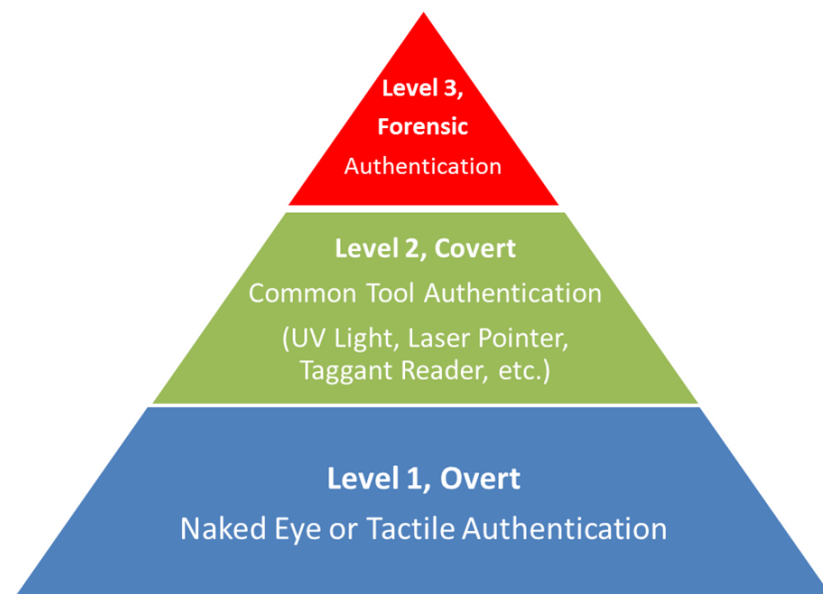 Level 3,
Forensic
Authentication
Level 2, Covert
Common Tool Authentication
(UV Light, Laser Pointer,
Taggant Reader, etc.)
Level 1, Overt
Naked Eye or Tactile Authentication